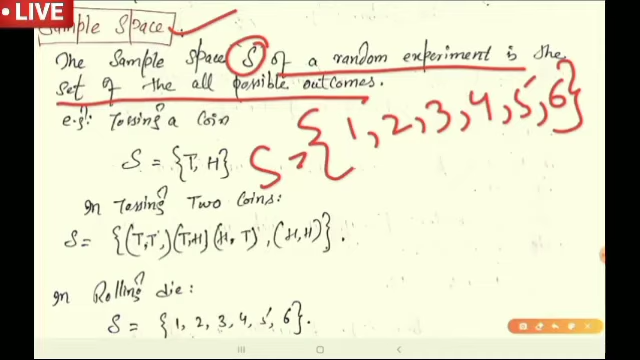 LIVE
Sample Space
The Sample Space S of a random experiment is the
set of the all possible outcomes.
S = {1, 2, 3, 4, 5, 6}
e.g: Tossing a Coin
S = {T, H}
In Tossing Two Coins:
S = {(T,T,)(T,H)(H, T), (H,H)}.
In Rolling die:
S = {1, 2, 3, 4, 5, 6}.